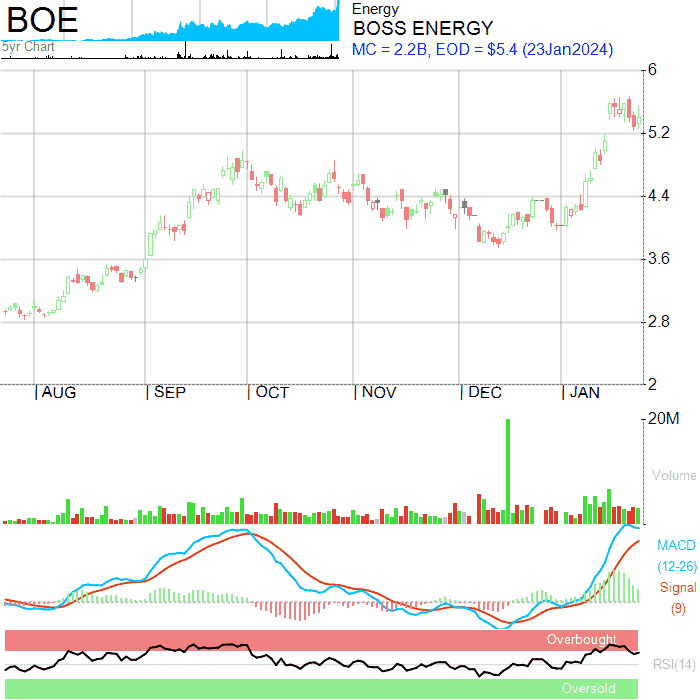 BOE
5yr Chart
Energy
BOSS ENERGY
MC = 2.2B, EOD = $5.4 (23Jan2024)
6
5.2
4.4
3.6
2.8
2
AUG SEP OCT NOV DEC JAN
20M
Volume
MACD
(12-26)
Signal
(9)
Overbought
RSI(14)
Oversold